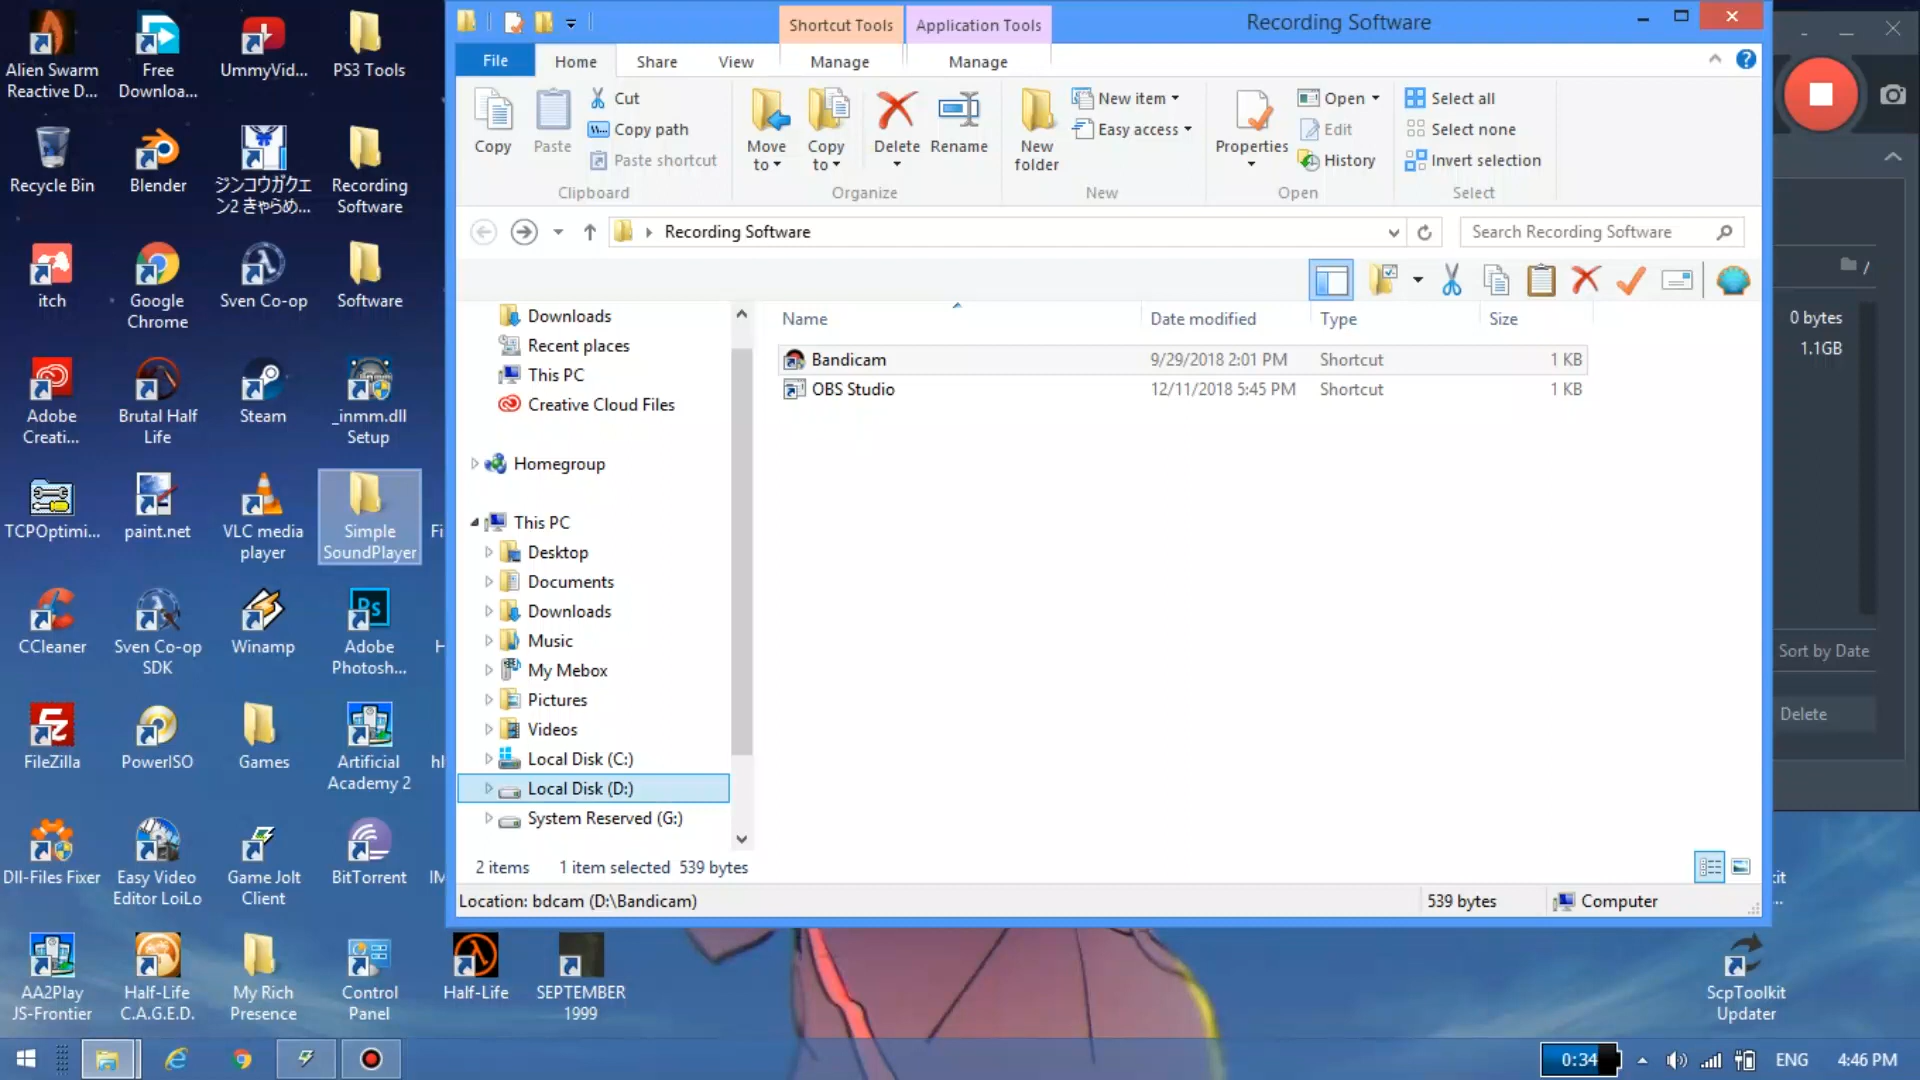 Alien Swarm
Reactive D...
Free
Downloa...
UmmyVid...
PS3 Tools
Recycle Bin
Blender
ジンコウガクエ
ン2 きゃらめ...
Recording
Software
itch
Google
Chrome
Sven Co-op
Software
Adobe
Creati...
Brutal Half
Life
Steam
_inmm.dll
Setup
TCPOptimi...
paint.net
VLC media
player
Simple
SoundPlayer
Fi
CCleaner
Sven Co-op
SDK
Winamp
Adobe
Photosh...
Ps
FileZilla
PowerISO
Games
Artificial
Academy 2
Dll-Files Fixer
Easy Video
Editor LoiLo
Game Jolt
Client
BitTorrent
IM
AA2Play
JS-Frontier
Half-Life
C.A.G.E.D.
My Rich
Presence
Control
Panel
Half-Life
SEPTEMBER
1999
Shortcut Tools
Application Tools
Recording Software
File
Home
Share
View
Manage
Manage
Copy
Paste
Cut
Copy path
Paste shortcut
Clipboard
Move
to
Copy
to
Delete
Rename
Organize
New
folder
New item
Easy access
New
Properties
Open
Edit
History
Open
Select all
Select none
Invert selection
Select
Recording Software
Search Recording Software
Downloads
Recent places
This PC
Creative Cloud Files
Homegroup
This PC
Desktop
Documents
Downloads
Music
My Mebox
Pictures
Videos
Local Disk (C:)
Local Disk (D:)
System Reserved (G:)
Name
Date modified
Type
Size
Bandicam
9/29/2018 2:01 PM
Shortcut
1 KB
OBS Studio
12/11/2018 5:45 PM
Shortcut
1 KB
2 items
1 item selected 539 bytes
Location: bdcam (D:\Bandicam)
539 bytes
Computer
/
0 bytes
1.1GB
Sort by Date
Delete
ScpToolkit
Updater
0:34
ENG
4:46 PM